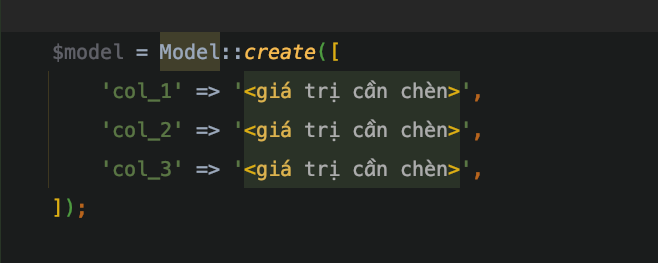 $model = Model::create([
'col_1' => '<giá trị cần chèn>',
'col_2' => '<giá trị cần chèn>',
'col_3' => '<giá trị cần chèn>',
]);